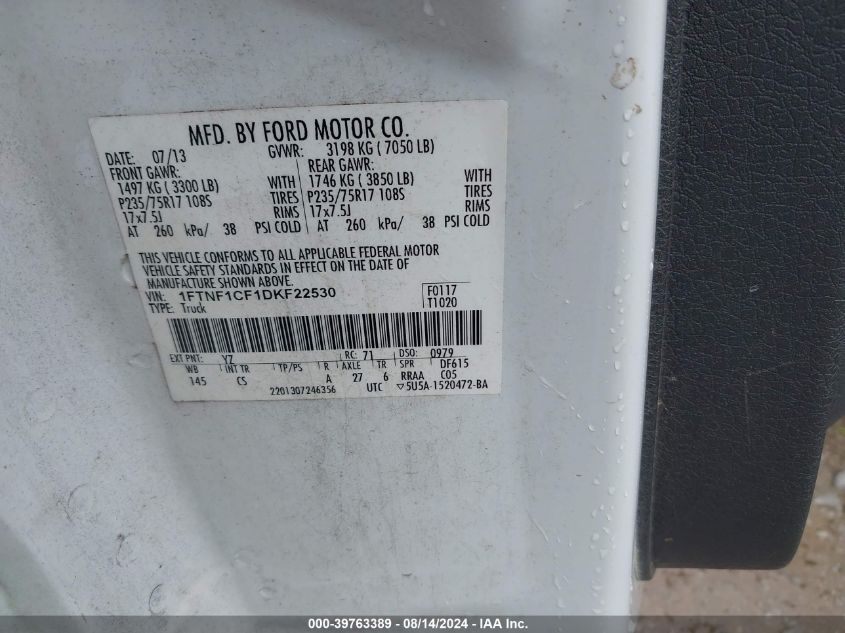 MFD. BY FORD MOTOR CO.
DATE: 07/13 GVWR: 3198 KG ( 7050 LB)
FRONT GAWR: REAR GAWR:
1497 KG ( 3300 LB) WITH 1746 KG ( 3850 LB) WITH
P235/75R17 108S TIRES P235/75R17 108S TIRES
17x7.5J RIMS 17x7.5J RIMS
AT 260 kPa/ 38 PSI COLD AT 260 kPa/ 38 PSI COLD
THIS VEHICLE CONFORMS TO ALL APPLICABLE FEDERAL MOTOR
VEHICLE SAFETY STANDARDS IN EFFECT ON THE DATE OF
MANUFACTURE SHOWN ABOVE.
VIN: 1FTNF1CF1DKF22530 F0117
TYPE: Truck T1020
EXT PNT: YZ RC: 71 DSO: 0979
WB INT TR TP/PS R AXLE TR SPR DF615
145 CS A 27 6 RRAA C05
2201307246356 UTC ▽5U5A-1520472-BA
000-39763389 - 08/14/2024 - IAA Inc.